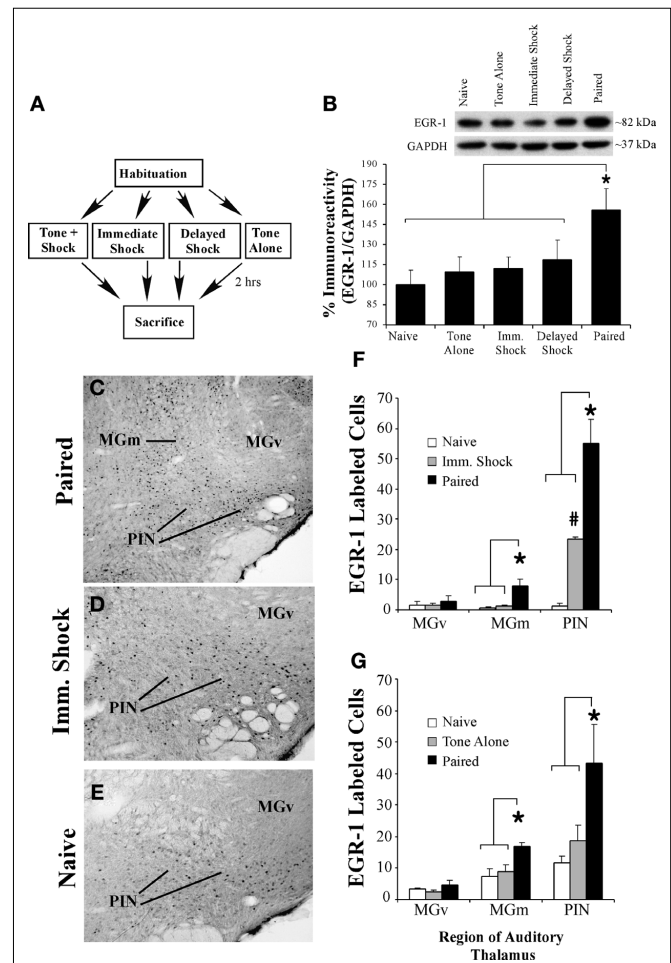 A
Habituation
Tone +
Shock
Immediate
Shock
Delayed
Shock
Tone
Alone
2 hrs
Sacrifice
B
Naive
Tone Alone
Immediate Shock
Delayed Shock
Paired
EGR-1
~82 kDa
GAPDH
~37 kDa
% Immunoreactivity
(EGR-1/GAPDH)
190
175
160
145
130
115
100
85
70
*
Naive
Tone
Alone
Imm.
Shock
Delayed
Shock
Paired
C
Paired
MGm
MGv
PIN
D
Imm. Shock
MGv
PIN
E
Naive
MGv
PIN
F
EGR-1 Labeled Cells
70
60
50
40
30
20
10
0
Naive
Imm. Shock
Paired
*
#
*
MGv
MGm
PIN
G
EGR-1 Labeled Cells
70
60
50
40
30
20
10
0
Naive
Tone Alone
Paired
*
*
MGv
MGm
PIN
Region of Auditory
Thalamus